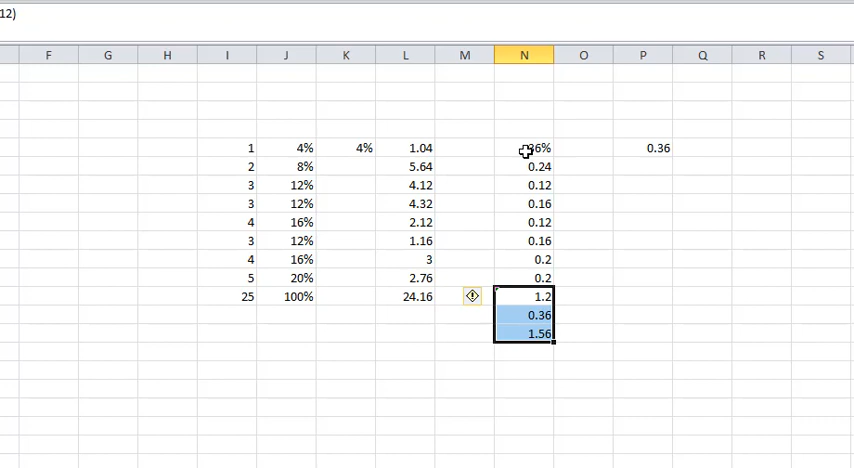 12)
F G H I J K L M N O P Q R S
1 4% 4% 1.04 36% 0.36
2 8% 5.64 0.24
3 12% 4.12 0.12
3 12% 4.32 0.16
4 16% 2.12 0.12
3 12% 1.16 0.16
4 16% 3 0.2
5 20% 2.76 0.2
25 100% 24.16 1.2
0.36
1.56